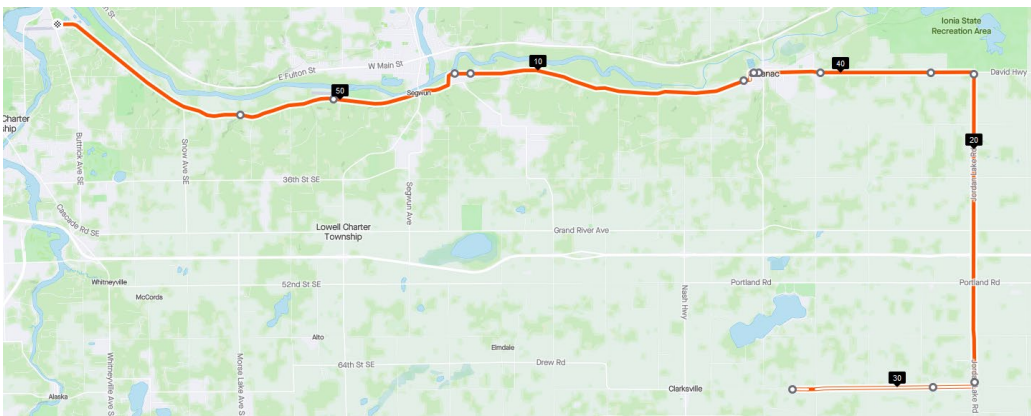 Ionia State
Recreation Area
W Main St
E Fulton St
10
40
David Hwy
50
Segwun
Charter
ship
Buttrick Ave SE
Snow Ave SE
20
36th St SE
Segwun Ave
Cascade Rd SE
Lowell Charter
Township
Grand River Ave
Whitneyville
52nd St SE
Portland Rd
Portland Rd
McCords
Nash Hwy
Alto
Elmdale
64th St SE
Drew Rd
30
Clarksville
Alaska
Whitneyville Ave S
Morse Lake Ave S